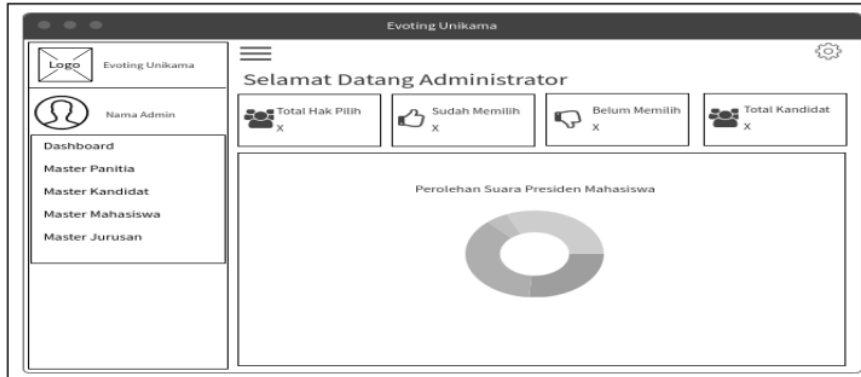 Evoting Unikama
Logo
Evoting Unikama
Nama Admin
Dashboard
Master Panitia
Master Kandidat
Master Mahasiswa
Master Jurusan
Selamat Datang Administrator
Total Hak Pilih
x
Sudah Memilih
x
Belum Memilih
x
Total Kandidat
x
Perolehan Suara Presiden Mahasiswa